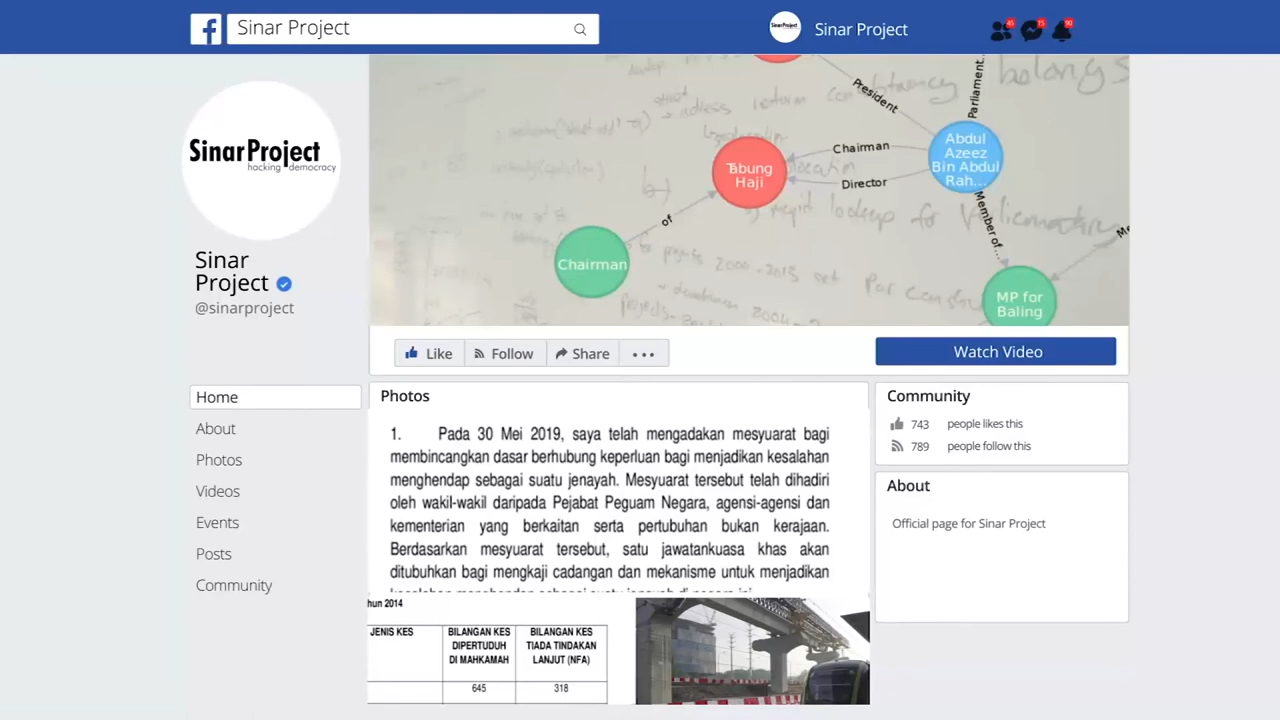 Sinar Project
Sinar Project
45
15
90
SinarProject
hacking democracy
Sinar
Project
@sinarproject
Home
About
Photos
Videos
Events
Posts
Community
belongs
President
Parliament.
Chairman
Director
Abdul
Azeez
Bin Abdul
Rah...
Tabung
Haji
of
Member of...
lookup for
Chairman
MP for
Baling
Like
Follow
Share
Watch Video
Photos
1. Pada 30 Mei 2019, saya telah mengadakan mesyuarat bagi
membincangkan dasar berhubung keperluan bagi menjadikan kesalahan
menghendap sebagai suatu jenayah. Mesyuarat tersebut telah dihadiri
oleh wakil-wakil daripada Pejabat Peguam Negara, agensi-agensi dan
kementerian yang berkaitan serta pertubuhan bukan kerajaan.
Berdasarkan mesyuarat tersebut, satu jawatankuasa khas akan
ditubuhkan bagi mengkaji cadangan dan mekanisme untuk menjadikan
hun 2014
JENIS KES
BILANGAN KES
DIPERTUDUH
DI MAHKAMAH
BILANGAN KES
TIADA TINDAKAN
LANJUT (NFA)
645
318
Community
743 people likes this
789 people follow this
About
Official page for Sinar Project